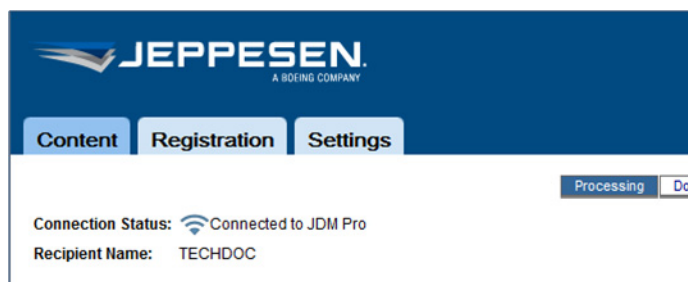 JEPPESEN.
A BOEING COMPANY
Content Registration Settings
Processing
Connection Status: Connected to JDM Pro
Recipient Name: TECHDOC